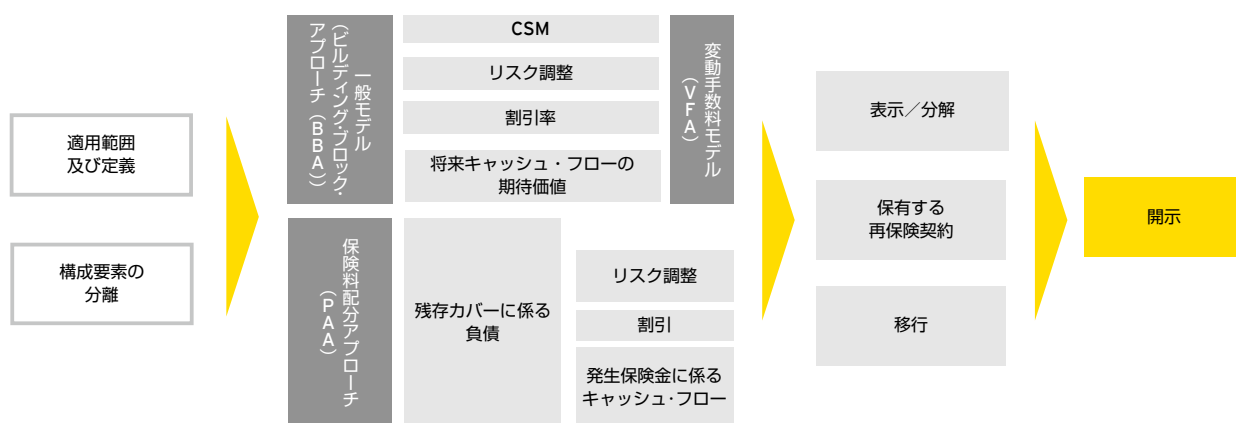 適用範囲
及び定義
構成要素の
分離
一般モデル
（ビルディング・ブロック・
アプローチ（BBA））
CSM
リスク調整
割引率
将来キャッシュ・フローの
期待価値
変動手数料モデル
（VFA）
保険料配分アプローチ
（PAA）
残存カバーに係る
負債
リスク調整
割引
発生保険金に係る
キャッシュ・フロー
表示／分解
保有する
再保険契約
移行
開示